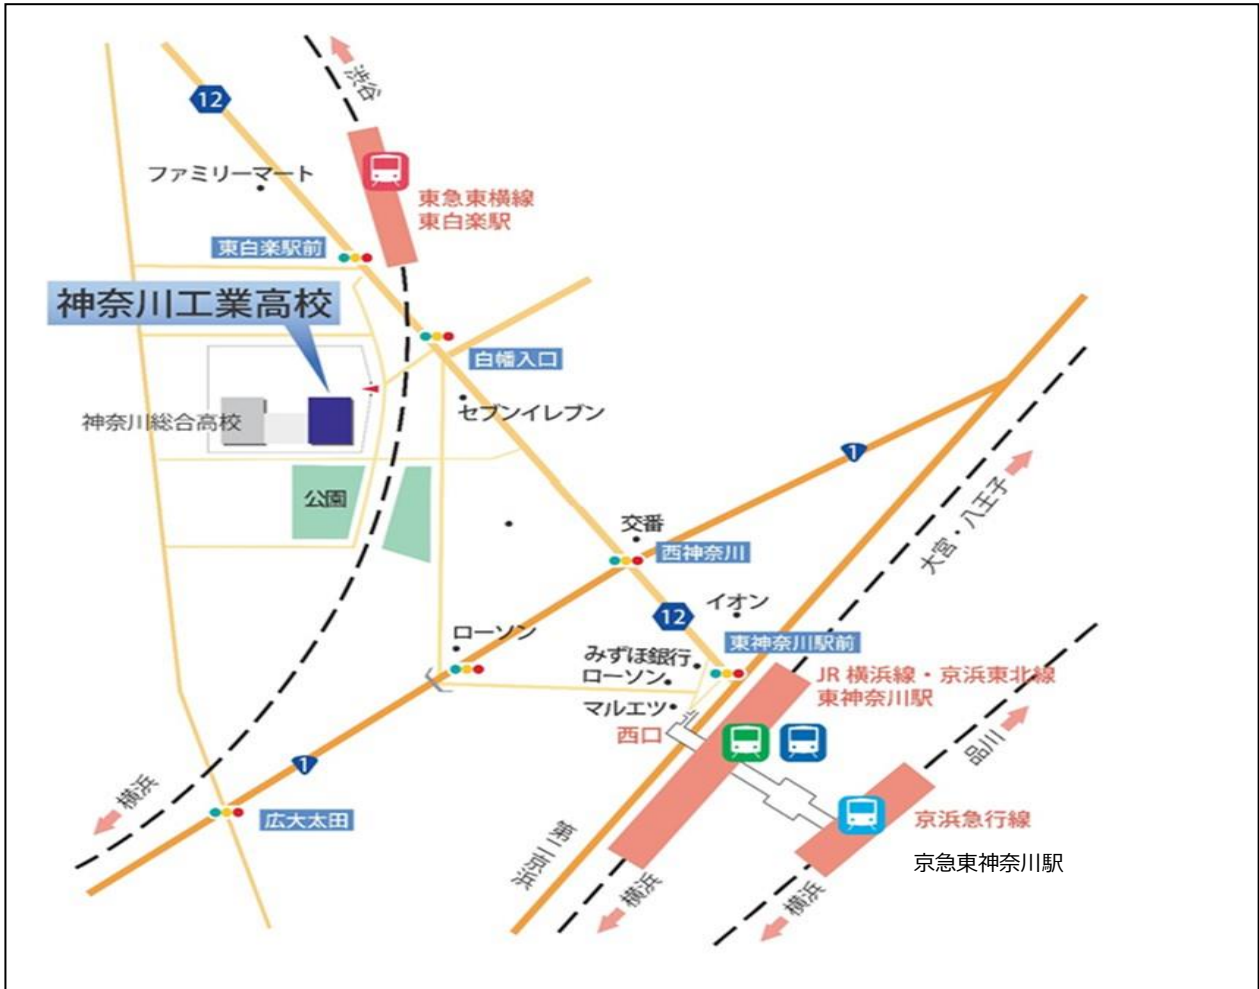 渋谷
12
ファミリーマート
東急東横線
東白楽駅
東白楽駅前
神奈川工業高校
白幡入口
セブンイレブン
神奈川総合高校
1
大宮・八王子
公園
交番
西神奈川
イオン
12
ローソン
東神奈川駅前
みずほ銀行
ローソン
JR 横浜線・京浜東北線
東神奈川駅
マルエツ
西口
品川
1
横浜
広大太田
京浜急行線
第二京浜
京急東神奈川駅
横浜
横浜